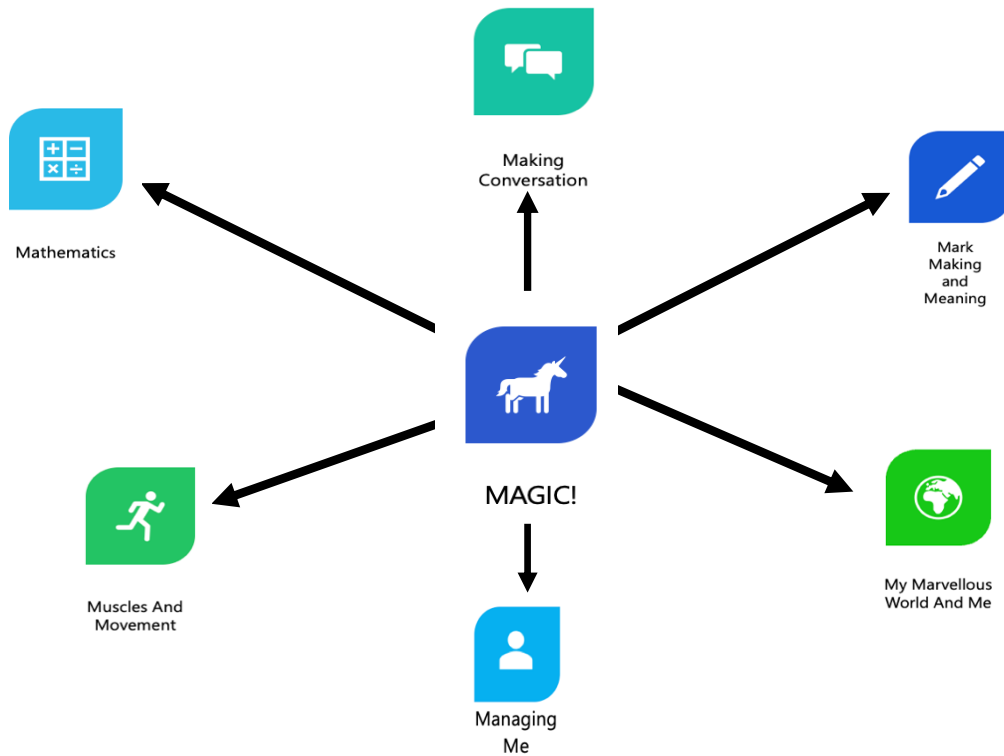 Making
Conversation
Mathematics
Mark
Making
and
Meaning
MAGIC!
My Marvellous
World And Me
Muscles And
Movement
Managing
Me